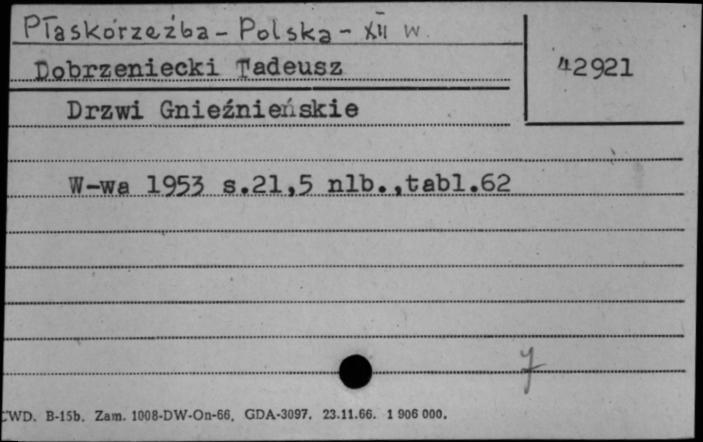 Płaskorzeźba - Polska - XII w.
42921
Dobrzeniecki Tadeusz
Drzwi Gnieźnieńskie
W-wa 1953 s.21,5 nlb.,tabl.62
7
CWD. B-15b. Zam. 1008-DW-On-66. GDA-3097. 23.11.66. 1 906 000.